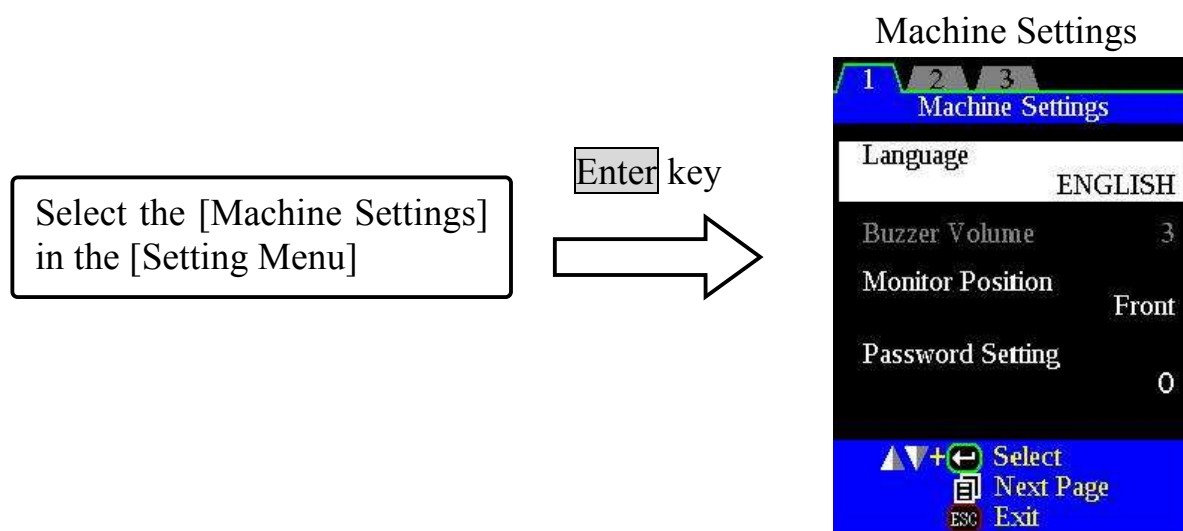 Select the [Machine Settings]
in the [Setting Menu]
Enter key
Machine Settings
1 2 3
Machine Settings
Language
ENGLISH
Buzzer Volume 3
Monitor Position
Front
Password Setting
0
+ Select
Next Page
ESC Exit